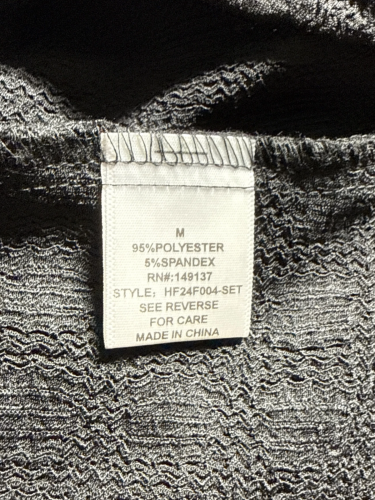 M
95%POLYESTER
5%SPANDEX
RN#:149137
STYLE: HF24F004-SET
SEE REVERSE
FOR CARE
MADE IN CHINA